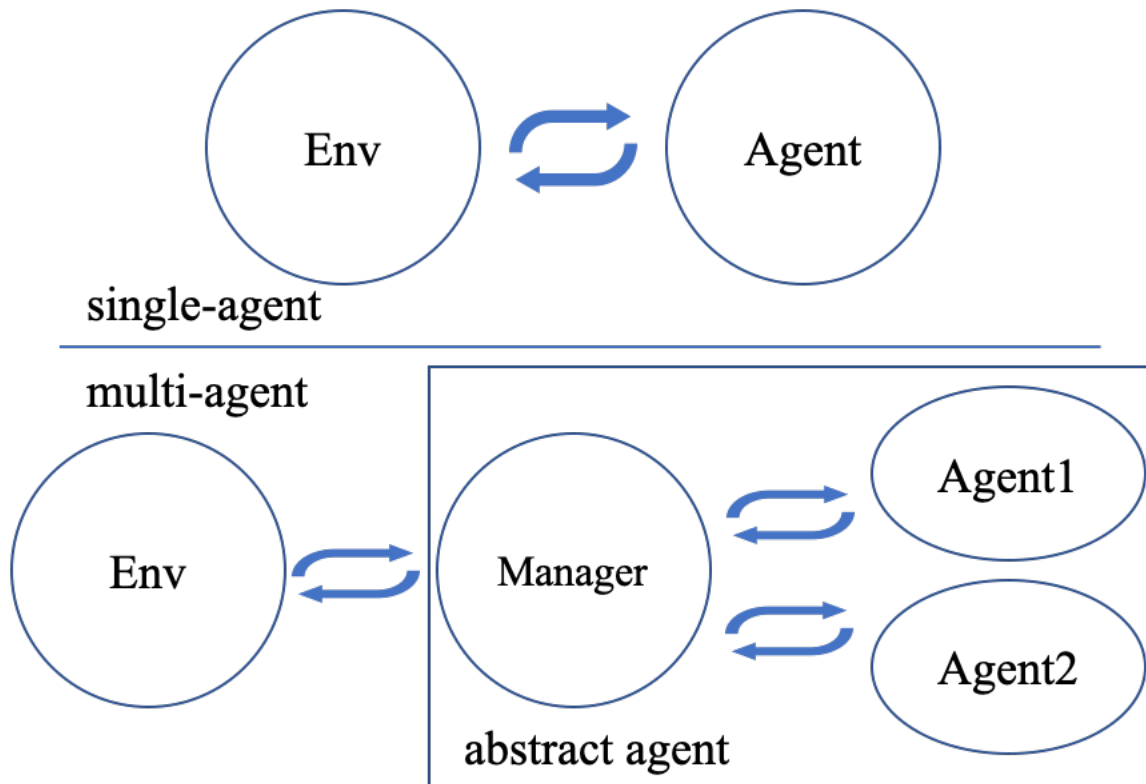 Env
Agent
single-agent
multi-agent
Env
Manager
Agent1
Agent2
abstract agent